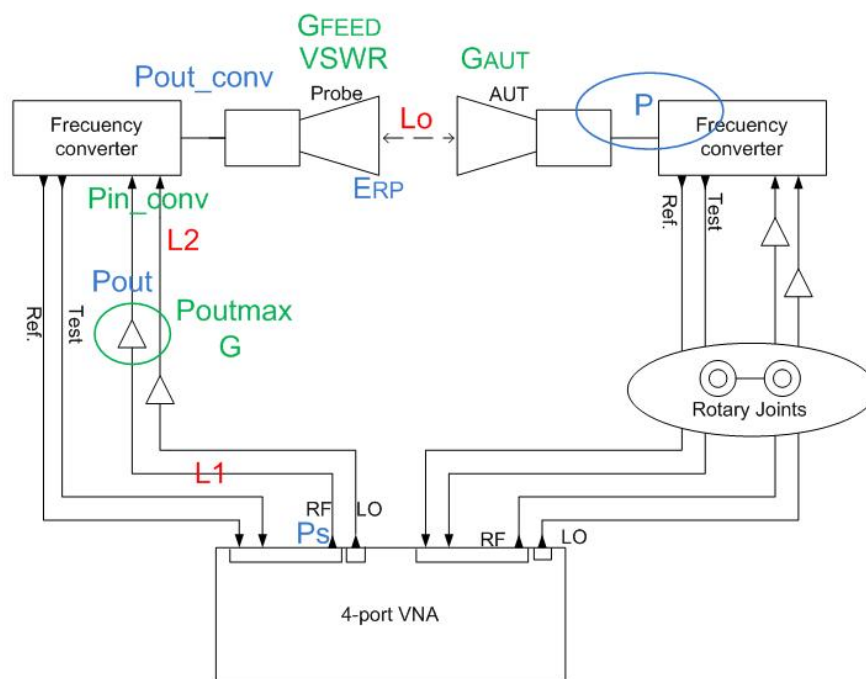 GFEED
VSWR
GAUT
Pout_conv
Probe
AUT
P
Frecuency
converter
Lo
Frecuency
converter
ERP
Pin_conv
L2
Ref.
Test
Pout
Poutmax
G
Ref.
Test
Rotary Joints
L1
RF
LO
Ps
RF
LO
4-port VNA